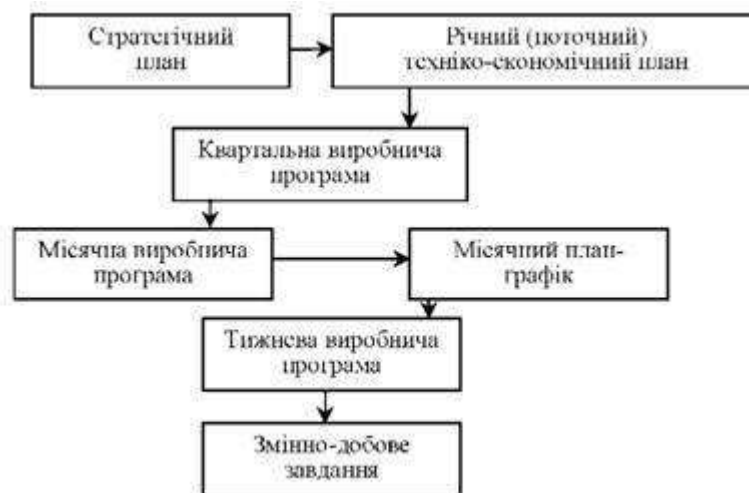 Стратегічний
план
Річний (поточний)
техніко-економічний план
Квартальна виробнича
програма
Місячна виробнича
програма
Місячний план-
графік
Тижнева виробнича
програма
Змінно-добове
завдання